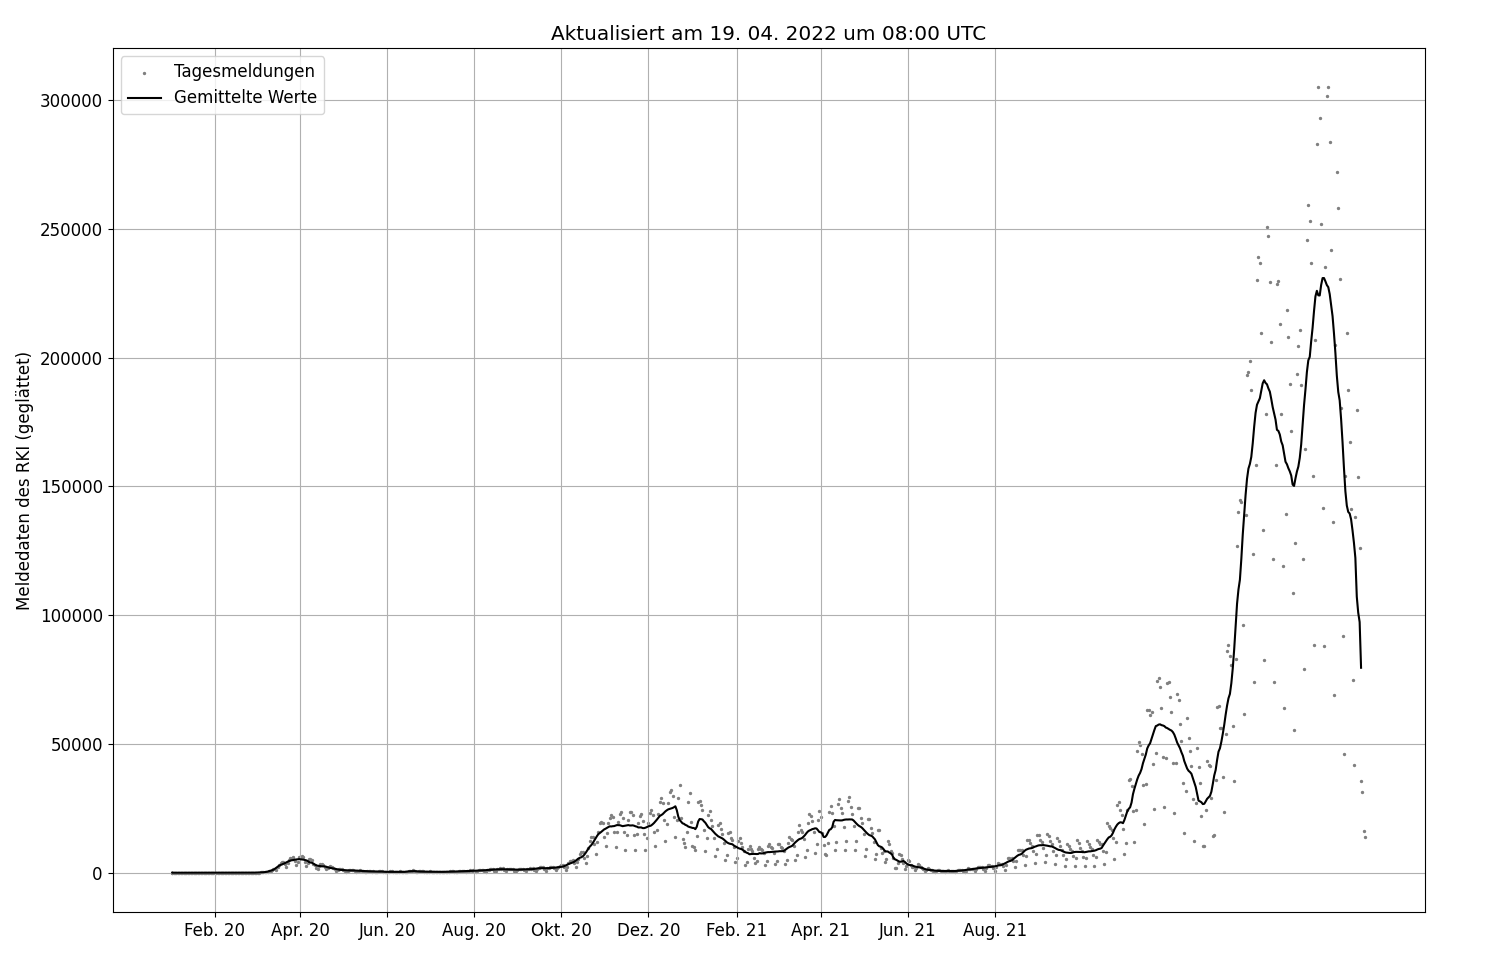 Aktualisiert am 19. 04. 2022 um 08:00 UTC
Tagesmeldungen
Gemittelte Werte
Meldedaten des RKI (geglättet)
300000
250000
200000
150000
100000
50000
0
Feb. 20 Apr. 20 Jun. 20 Aug. 20 Okt. 20 Dez. 20 Feb. 21 Apr. 21 Jun. 21 Aug. 21